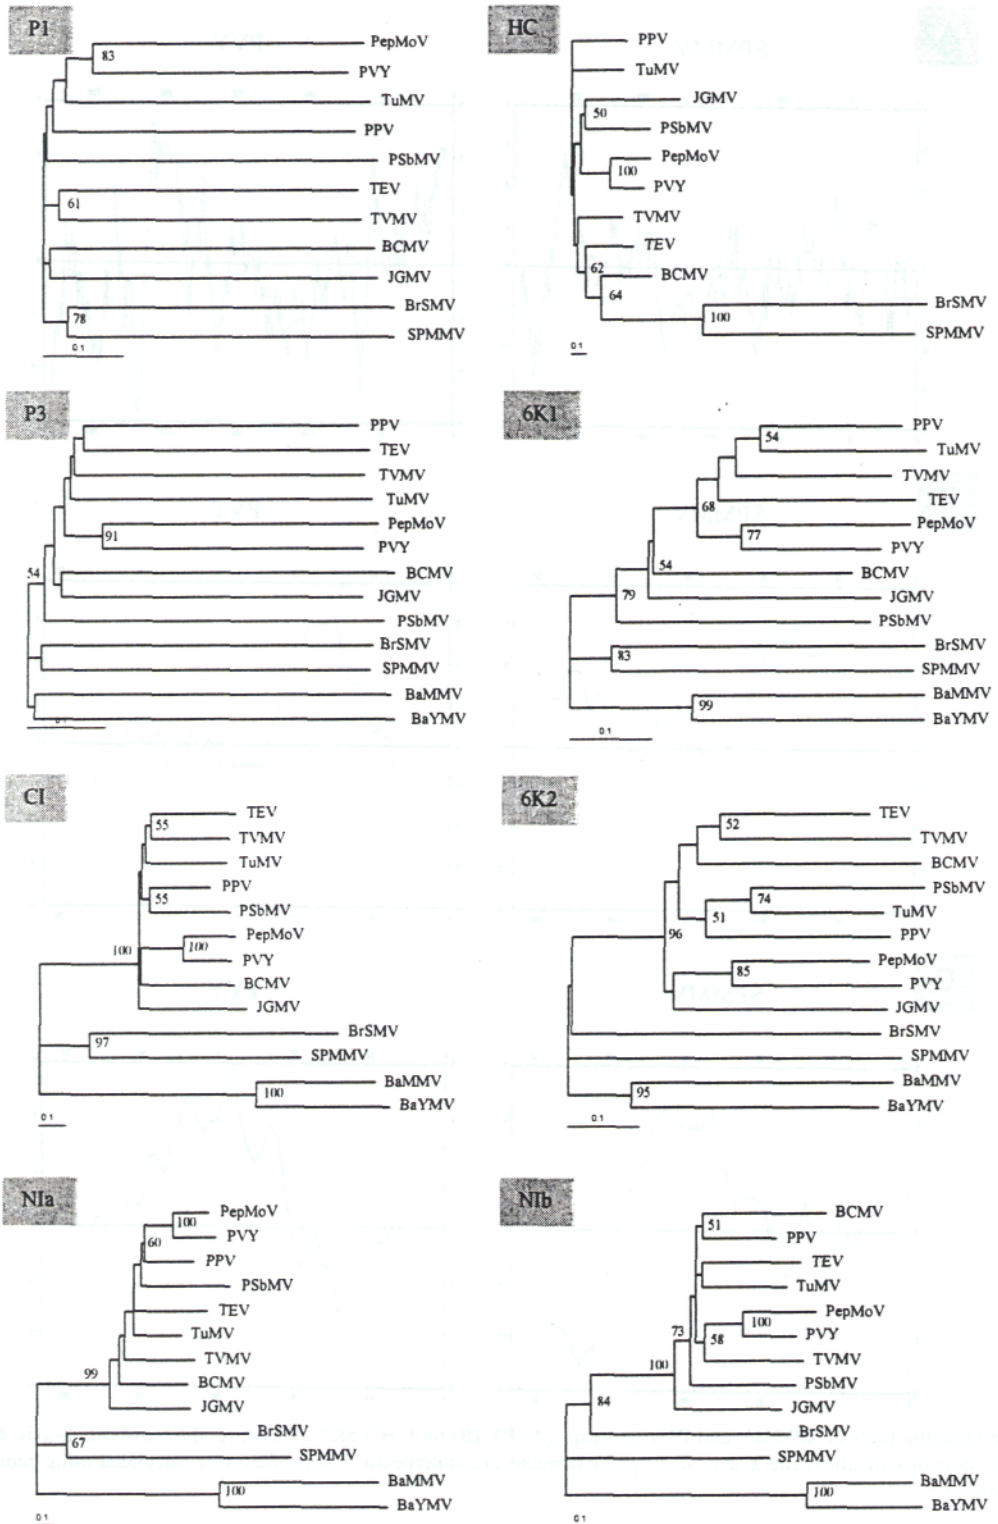 P1
PepMoV
83
PVY
TuMV
PPV
PSbMV
TEV
61
TVMV
BCMV
JGMV
BrSMV
78
SPMMV
0.1
HC
PPV
TuMV
JGMV
50
PSbMV
PepMoV
100
PVY
TVMV
TEV
62
BCMV
64
BrSMV
100
SPMMV
0.1
P3
PPV
TEV
TVMV
TuMV
PepMoV
91
PVY
54
BCMV
JGMV
PSbMV
BrSMV
SPMMV
BaMMV
BaYMV
0.1
6K1
PPV
54
TuMV
TVMV
TEV
68
PepMoV
77
PVY
54
BCMV
79
JGMV
PSbMV
BrSMV
83
SPMMV
BaMMV
99
BaYMV
0.1
CI
TEV
55
TVMV
TuMV
PPV
55
PSbMV
PepMoV
100
100
PVY
BCMV
JGMV
BrSMV
97
SPMMV
BaMMV
100
BaYMV
0.1
6K2
TEV
52
TVMV
BCMV
PSbMV
74
TuMV
51
PPV
96
PepMoV
85
PVY
JGMV
BrSMV
SPMMV
BaMMV
95
BaYMV
0.1
NIa
PepMoV
100
PVY
60
PPV
PSbMV
TEV
TuMV
TVMV
99
BCMV
JGMV
BrSMV
67
SPMMV
BaMMV
100
BaYMV
0.1
NIb
BCMV
51
PPV
TEV
TuMV
PepMoV
100
PVY
73
58
TVMV
100
PSbMV
84
JGMV
BrSMV
SPMMV
BaMMV
100
BaYMV
0.1